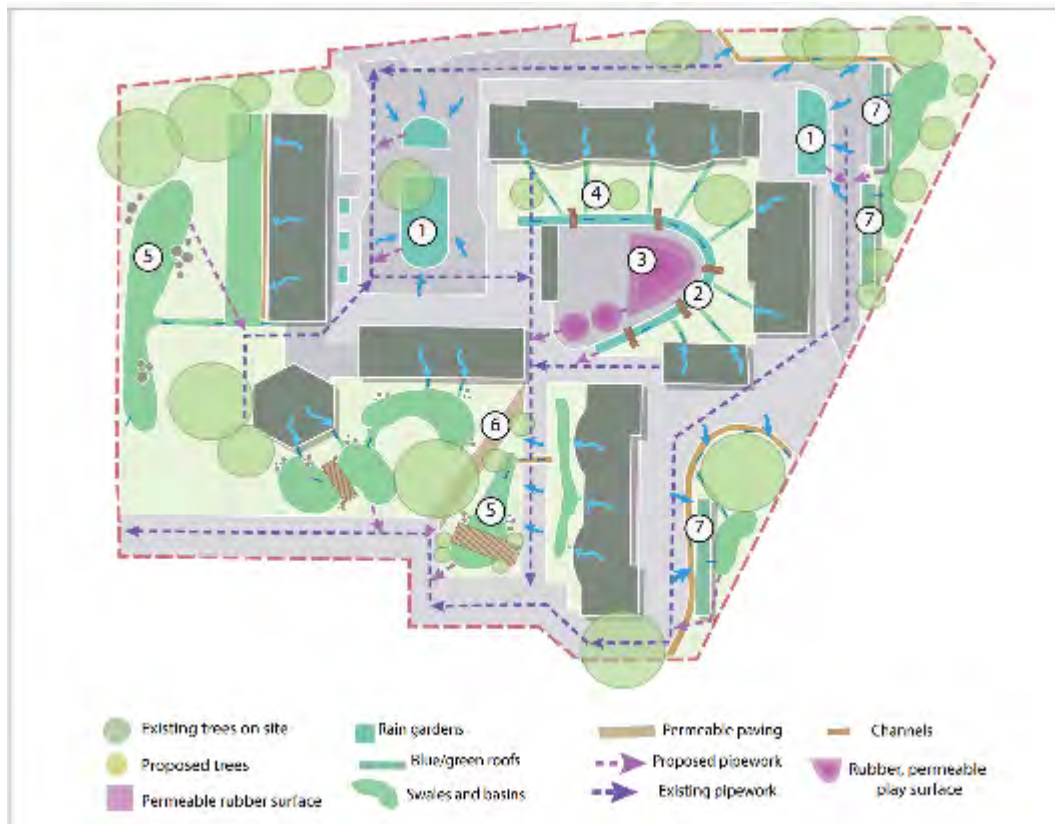 1
7
4
1
7
5
3
2
6
5
7
Existing trees on site
Rain gardens
Permeable paving
Channels
Proposed trees
Blue/green roofs
Proposed pipework
Rubber, permeable
play surface
Permeable rubber surface
Swales and basins
Existing pipework